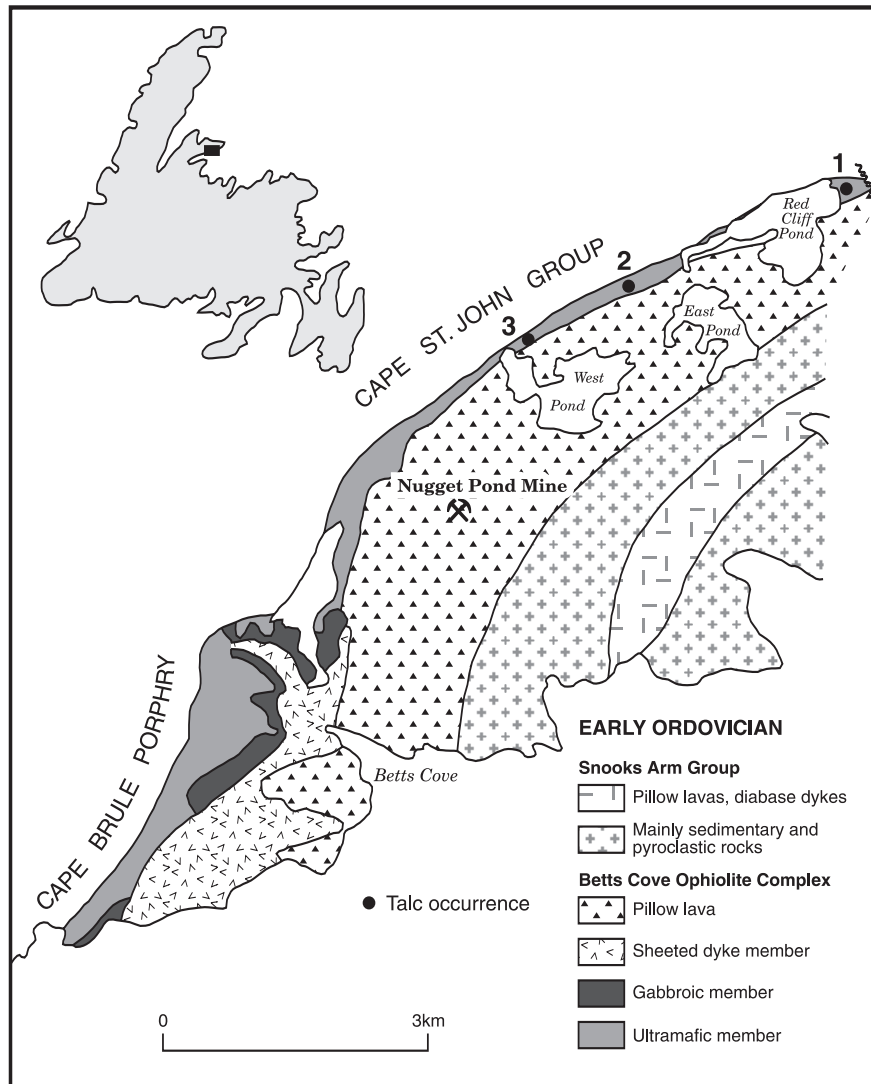 1
Red
Cliff
Pond
2
CAPE ST. JOHN GROUP
East
Pond
3
West
Pond
Nugget Pond Mine
CAPE BRULE PORPHRY
Betts Cove
Talc occurrence
0 3km
EARLY ORDOVICIAN
Snooks Arm Group
Pillow lavas, diabase dykes
Mainly sedimentary and
pyroclastic rocks
Betts Cove Ophiolite Complex
Pillow lava
Sheeted dyke member
Gabbroic member
Ultramafic member